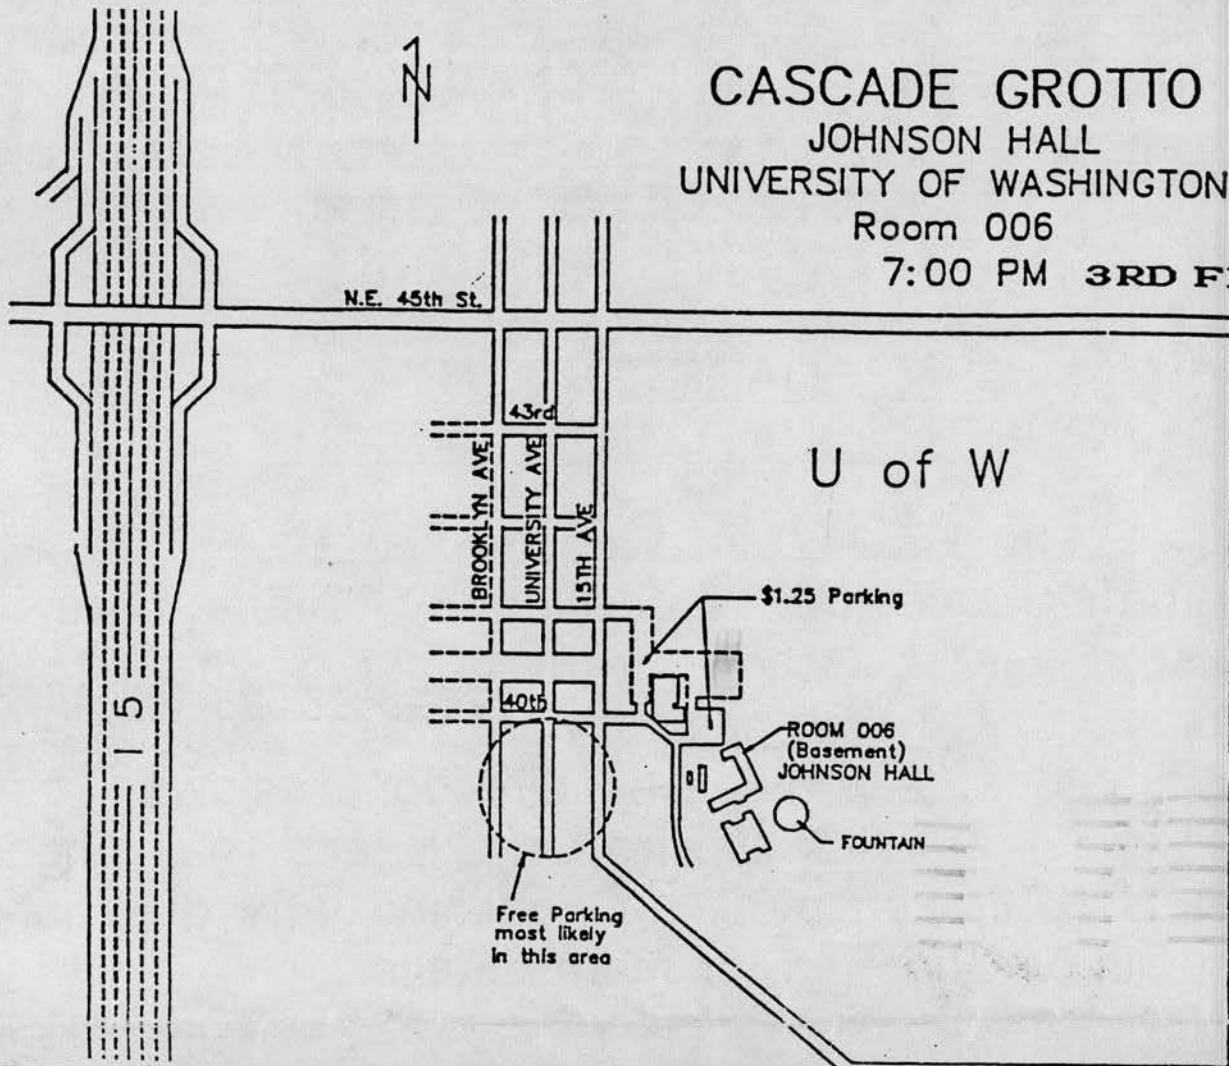 N
CASCADE GROTTO
JOHNSON HALL
UNIVERSITY OF WASHINGTON
Room 006
7:00 PM 3RD
N.E. 45th St.
43rd
BROOKLYN AVE
UNIVERSITY AVE
15TH AVE
U of W
$1.25 Parking
40th
I 5
ROOM 006
(Basement)
JOHNSON HALL
FOUNTAIN
Free Parking
most likely
in this area